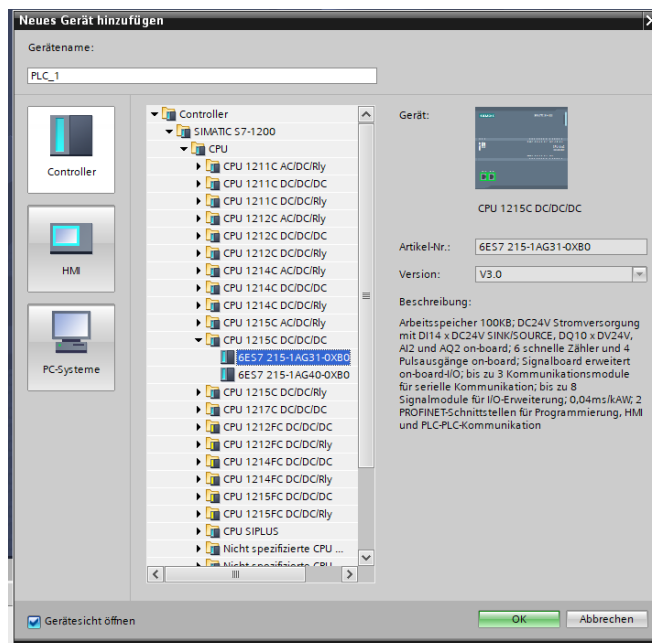 Neues Gerät hinzufügen
Gerätename:
PLC_1
Controller
HMI
PC-Systeme
Controller
SIMATIC S7-1200
CPU
CPU 1211C AC/DC/Rly
CPU 1211C DC/DC/DC
CPU 1211C DC/DC/Rly
CPU 1212C AC/DC/Rly
CPU 1212C DC/DC/DC
CPU 1212C DC/DC/Rly
CPU 1214C AC/DC/Rly
CPU 1214C DC/DC/DC
CPU 1214C DC/DC/Rly
CPU 1215C AC/DC/Rly
CPU 1215C DC/DC/DC
6ES7 215-1AG31-0XB0
6ES7 215-1AG40-0XB0
CPU 1215C DC/DC/Rly
CPU 1217C DC/DC/DC
CPU 1212FC DC/DC/DC
CPU 1212FC DC/DC/Rly
CPU 1214FC DC/DC/DC
CPU 1214FC DC/DC/Rly
CPU 1215FC DC/DC/DC
CPU 1215FC DC/DC/Rly
CPU SIPLUS
Nicht spezifizierte CPU ...
Nicht spezifizierte CPU
Gerät:
CPU 1215C DC/DC/DC
Artikel-Nr.:
6ES7 215-1AG31-0XB0
Version:
V3.0
Beschreibung:
Arbeitsspeicher 100KB; DC24V Stromversorgung
mit DI14 x DC24V SINK/SOURCE, DQ10 x DV24V,
AI2 und AQ2 on-board; 6 schnelle Zähler und 4
Pulsausgänge on-board; Signalboard erweitert
on-board-I/O; bis zu 3 Kommunikationsmodule
für serielle Kommunikation; bis zu 8
Signalmodule für I/O-Erweiterung; 0,04ms/kAW; 2
PROFINET-Schnittstellen für Programmierung, HMI
und PLC-PLC-Kommunikation
Gerätesicht öffnen
OK
Abbrechen